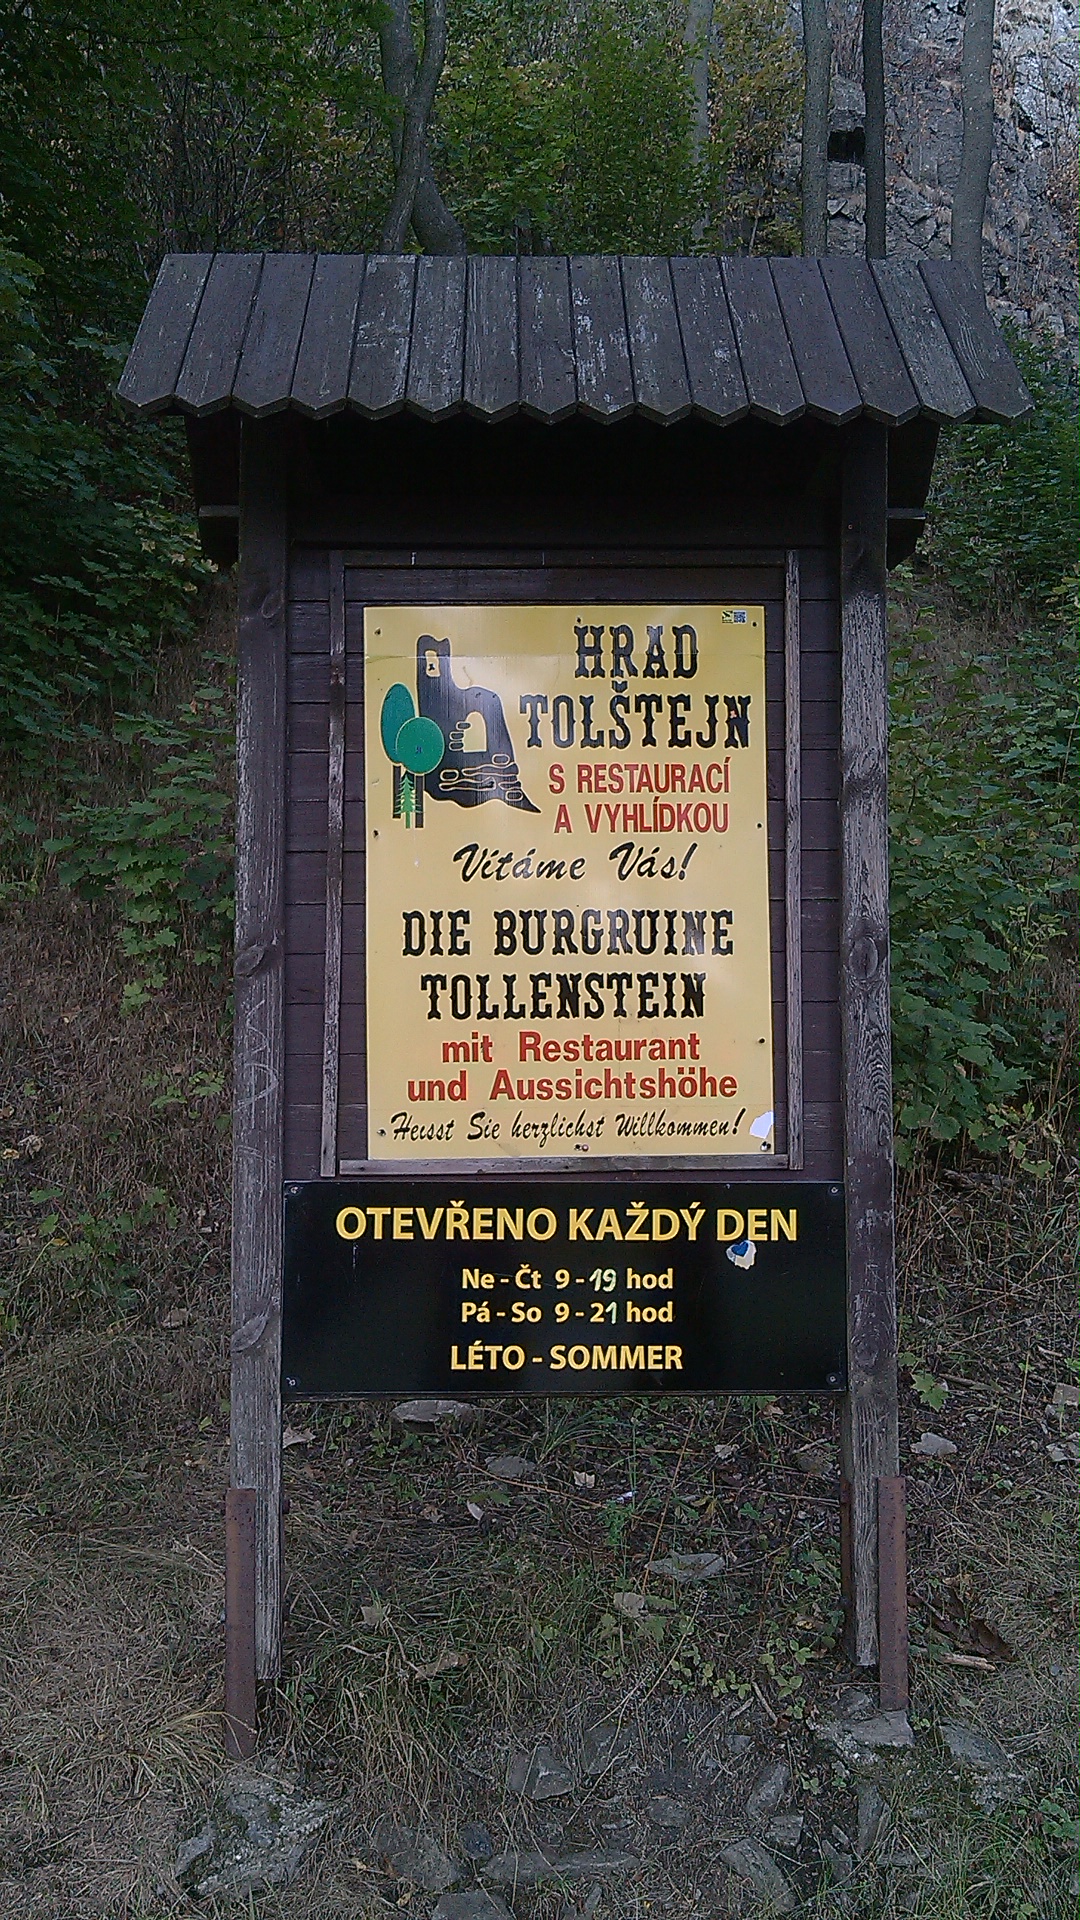 HRAD
TOLŠTEJN
S RESTAURACÍ
A VYHLÍDKOU
Vítáme Vás!
DIE BURGRUINE
TOLLENSTEIN
mit Restaurant
und Aussichtshöhe
Heisst Sie herzlichst Willkommen!
OTEVŘENO KAŽDÝ DEN
Ne - Čt 9 - 19 hod
Pá - So 9 - 21 hod
LÉTO - SOMMER